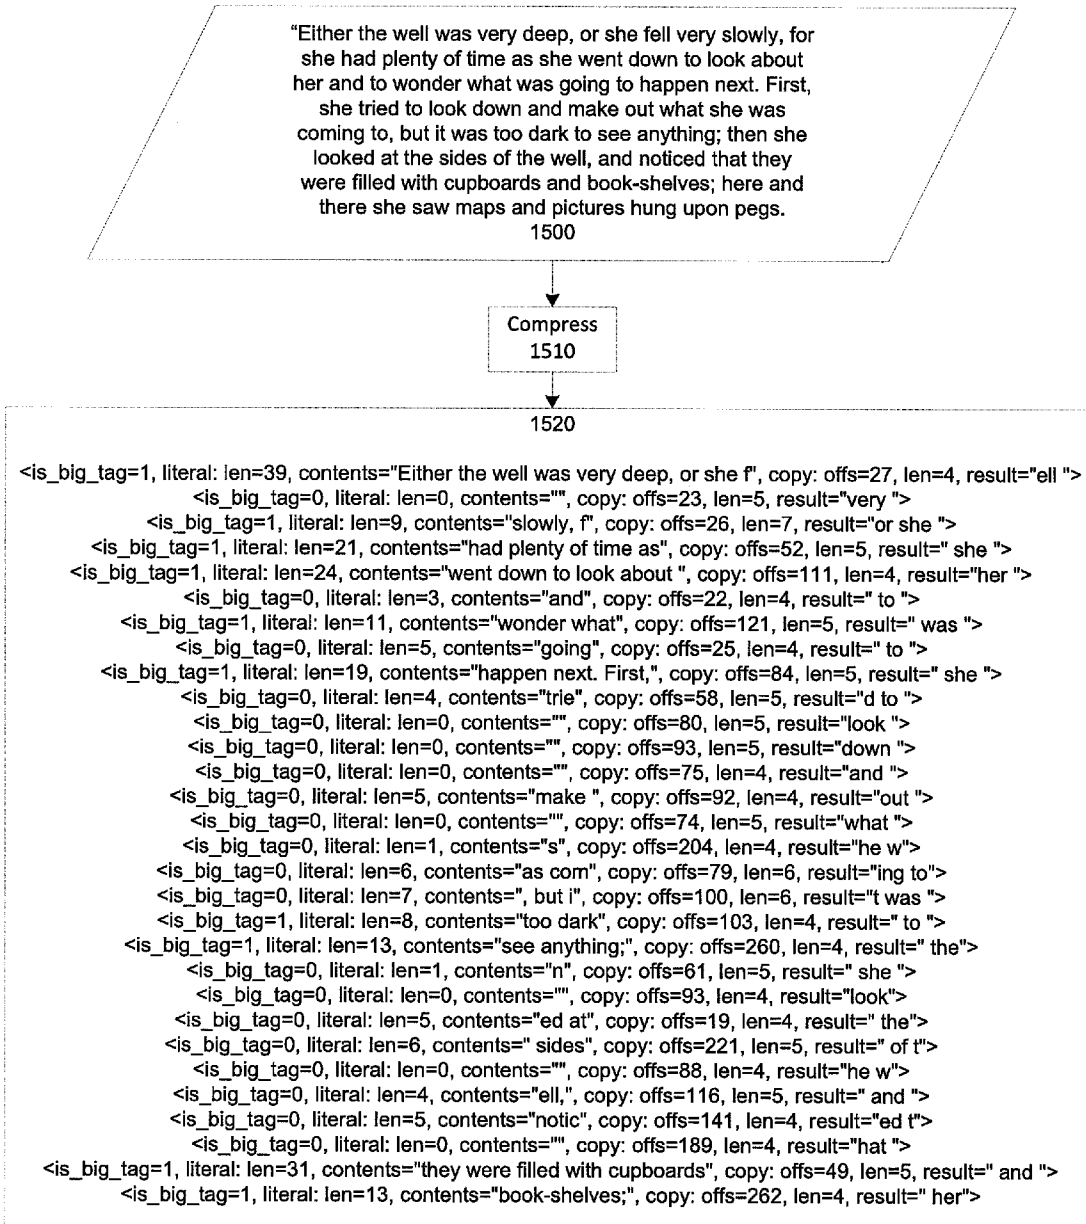 “Either the well was very deep, or she fell very slowly, for
she had plenty of time as she went down to look about
her and to wonder what was going to happen next. First,
she tried to look down and make out what she was
coming to, but it was too dark to see anything; then she
looked at the sides of the well, and noticed that they
were filled with cupboards and book-shelves; here and
there she saw maps and pictures hung upon pegs.
1500
Compress
1510
1520
<is_big_tag=1, literal: len=39, contents="Either the well was very deep, or she f", copy: offs=27, len=4, result="ell ">
<is_big_tag=0, literal: len=0, contents="", copy: offs=23, len=5, result="very ">
<is_big_tag=1, literal: len=9, contents="slowly, f", copy: offs=26, len=7, result="or she ">
<is_big_tag=1, literal: len=21, contents="had plenty of time as", copy: offs=52, len=5, result=" she ">
<is_big_tag=1, literal: len=24, contents="went down to look about ", copy: offs=111, len=4, result="her ">
<is_big_tag=0, literal: len=3, contents="and", copy: offs=22, len=4, result=" to ">
<is_big_tag=1, literal: len=11, contents="wonder what", copy: offs=121, len=5, result=" was ">
<is_big_tag=0, literal: len=5, contents="going", copy: offs=25, len=4, result=" to ">
<is_big_tag=1, literal: len=19, contents="happen next. First,", copy: offs=84, len=5, result=" she ">
<is_big_tag=0, literal: len=4, contents="trie", copy: offs=58, len=5, result="d to ">
<is_big_tag=0, literal: len=0, contents="", copy: offs=80, len=5, result="look ">
<is_big_tag=0, literal: len=0, contents="", copy: offs=93, len=5, result="down ">
<is_big_tag=0, literal: len=0, contents="", copy: offs=75, len=4, result="and ">
<is_big_tag=0, literal: len=5, contents="make ", copy: offs=92, len=4, result="out ">
<is_big_tag=0, literal: len=0, contents="", copy: offs=74, len=5, result="what ">
<is_big_tag=0, literal: len=1, contents="s", copy: offs=204, len=4, result="he w">
<is_big_tag=0, literal: len=6, contents="as com", copy: offs=79, len=6, result="ing to">
<is_big_tag=0, literal: len=7, contents=", but i", copy: offs=100, len=6, result="t was ">
<is_big_tag=1, literal: len=8, contents="too dark", copy: offs=103, len=4, result=" to ">
<is_big_tag=1, literal: len=13, contents="see anything;", copy: offs=260, len=4, result=" the">
<is_big_tag=0, literal: len=1, contents="n", copy: offs=61, len=5, result=" she ">
<is_big_tag=0, literal: len=0, contents="", copy: offs=93, len=4, result="look">
<is_big_tag=0, literal: len=5, contents="ed at", copy: offs=19, len=4, result=" the">
<is_big_tag=0, literal: len=6, contents=" sides", copy: offs=221, len=5, result=" of t">
<is_big_tag=0, literal: len=0, contents="", copy: offs=88, len=4, result="he w">
<is_big_tag=0, literal: len=4, contents="ell,", copy: offs=116, len=5, result=" and ">
<is_big_tag=0, literal: len=5, contents="notic", copy: offs=141, len=4, result="ed t">
<is_big_tag=0, literal: len=0, contents="", copy: offs=189, len=4, result="hat ">
<is_big_tag=1, literal: len=31, contents="they were filled with cupboards", copy: offs=49, len=5, result=" and ">
<is_big_tag=1, literal: len=13, contents="book-shelves;", copy: offs=262, len=4, result=" her">